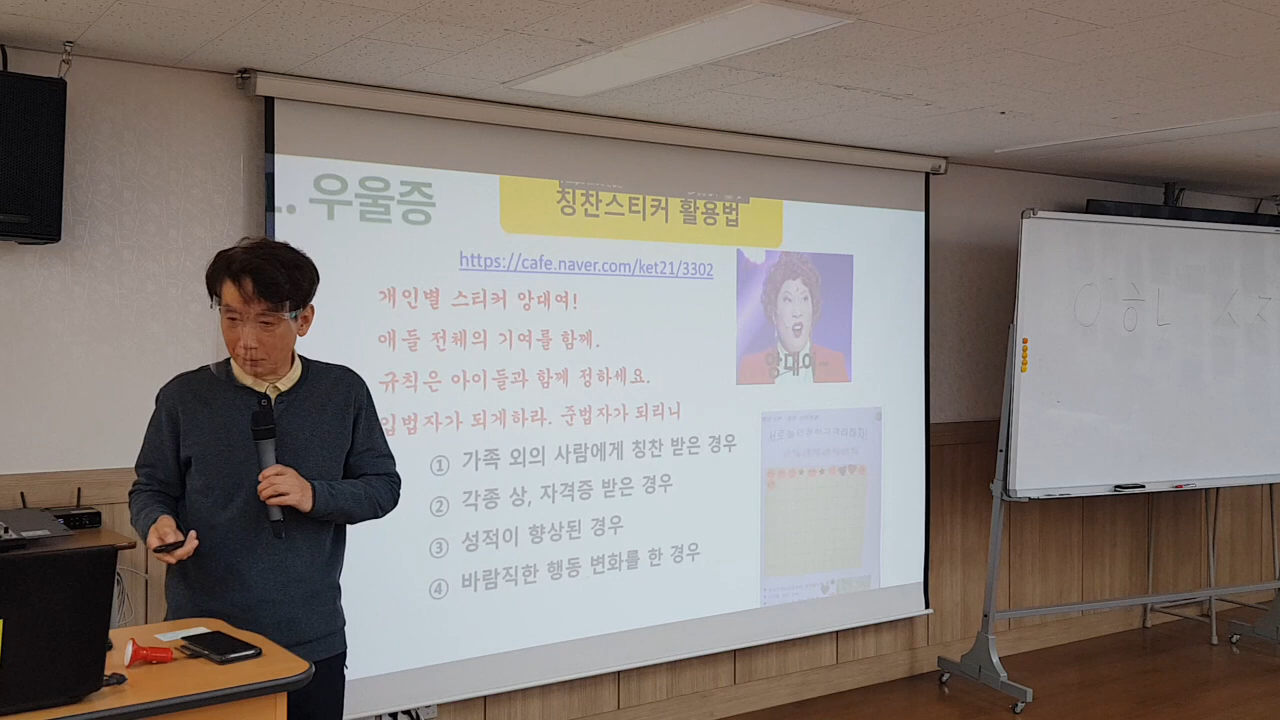 1. 우울증
칭찬스티커 활용법
https://cafe.naver.com/ket21/3302
개인별 스티커 앙대여!
애들 전체의 기여를 함께.
규칙은 아이들과 함께 정하세요.
입법자가 되게하라. 준법자가 되리니
① 가족 외의 사람에게 칭찬 받은 경우
② 각종 상, 자격증 받은 경우
③ 성적이 향상된 경우
④ 바람직한 행동 변화를 한 경우
앙대여
ㅇ ㅎ ㄴ ㅅ ㅈ